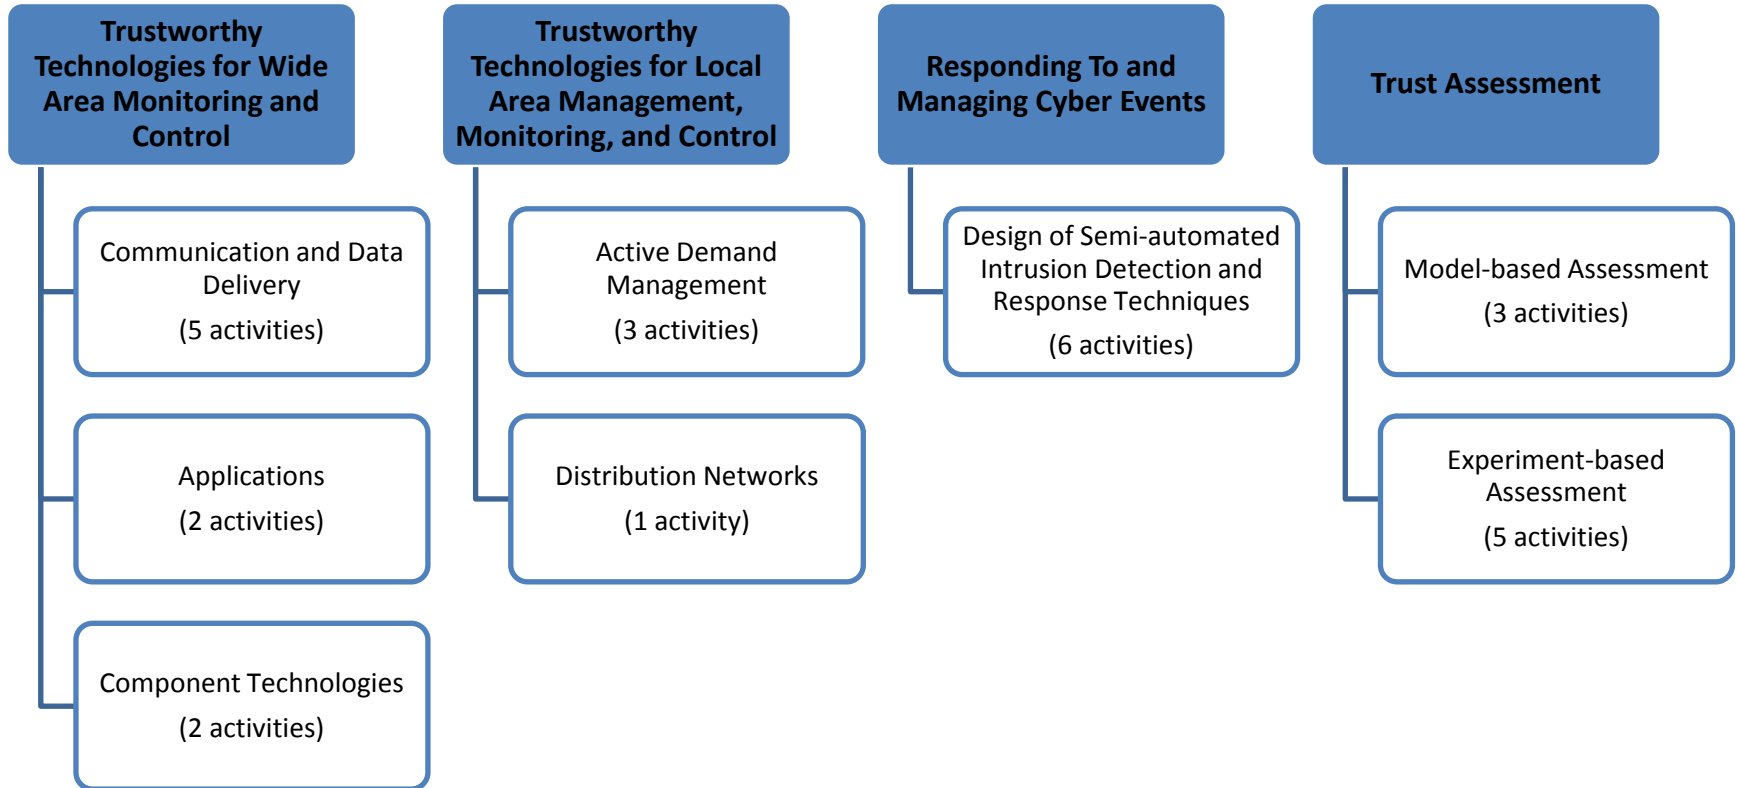 Trustworthy
Technologies for Wide
Area Monitoring and
Control
Communication and Data
Delivery
(5 activities)
Applications
(2 activities)
Component Technologies
(2 activities)
Trustworthy
Technologies for Local
Area Management,
Monitoring, and Control
Active Demand
Management
(3 activities)
Distribution Networks
(1 activity)
Responding To and
Managing Cyber Events
Design of Semi-automated
Intrusion Detection and
Response Techniques
(6 activities)
Trust Assessment
Model-based Assessment
(3 activities)
Experiment-based
Assessment
(5 activities)